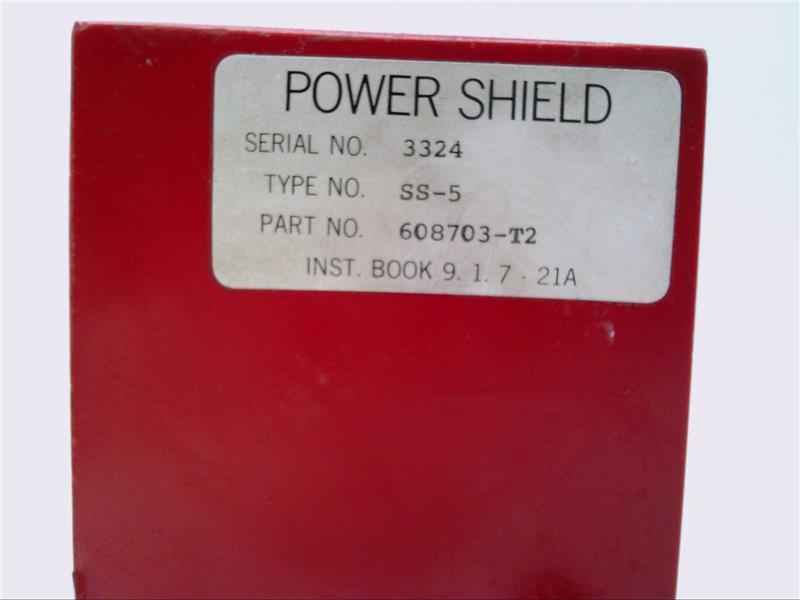 POWER SHIELD
SERIAL NO. 3324
TYPE NO. SS-5
PART NO. 608703-T2
INST. BOOK 9. 1. 7 - 21A